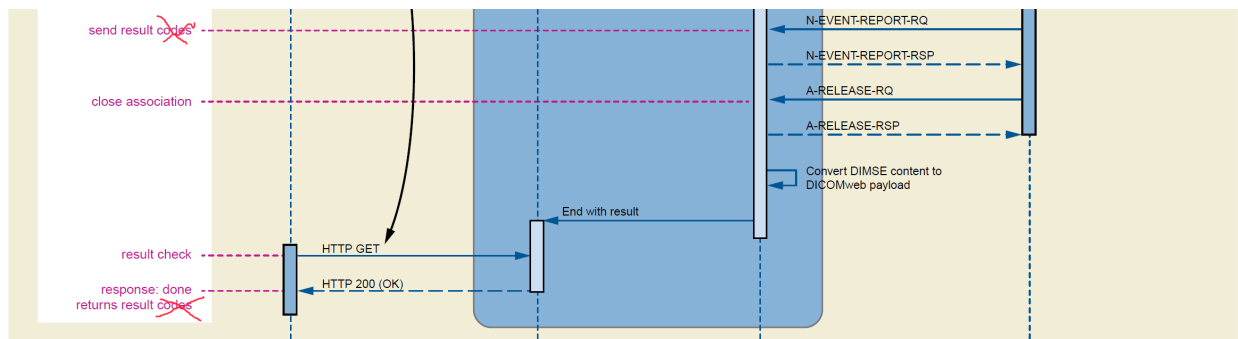 send result codes
N-EVENT-REPORT-RQ
N-EVENT-REPORT-RSP
close association
A-RELEASE-RQ
A-RELEASE-RSP
Convert DIMSE content to
DICOMweb payload
End with result
result check
HTTP GET
response: done
HTTP 200 (OK)
returns result codes